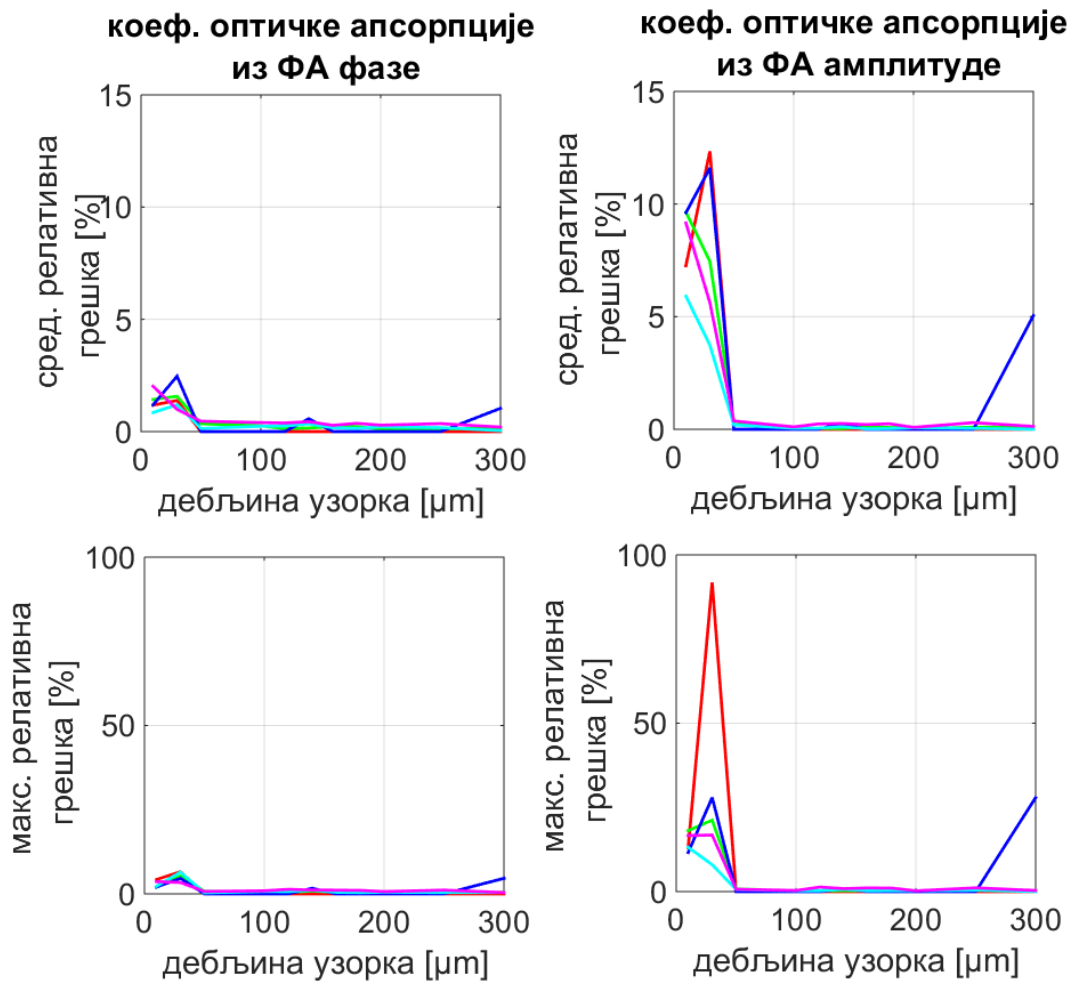 коеф. оптичке апсорпције
из ФА фазе
15
10
5
0
0
100
200
300
сред. релативна
грешка [%]
дебљина узорка [µm]
коеф. оптичке апсорпције
из ФА амплитуде
15
10
5
0
0
100
200
300
сред. релативна
грешка [%]
дебљина узорка [µm]
100
50
0
0
100
200
300
макс. релативна
грешка [%]
дебљина узорка [µm]
100
50
0
0
100
200
300
макс. релативна
грешка [%]
дебљина узорка [µm]